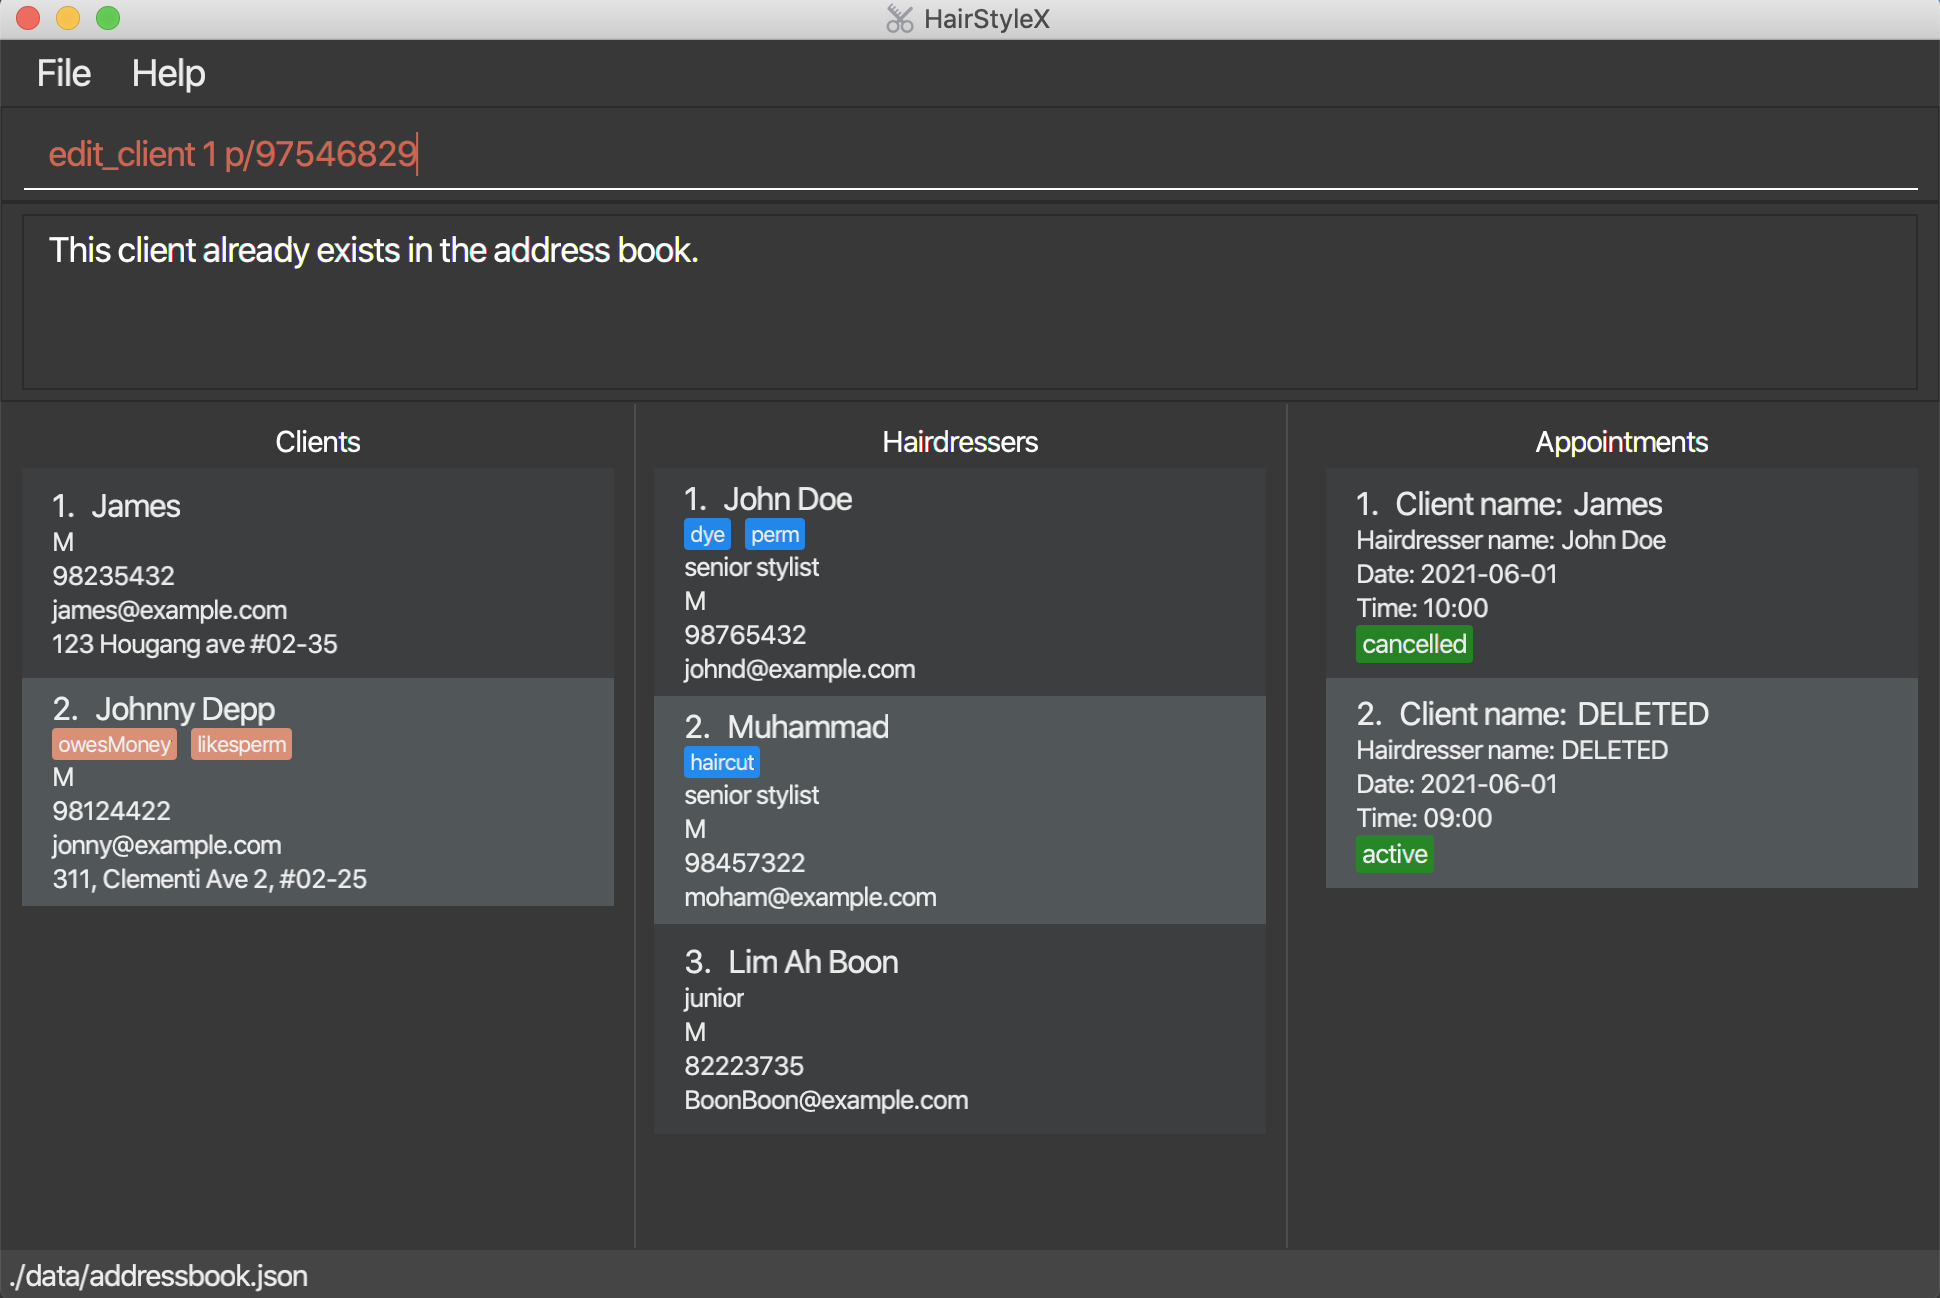 HairStyleX
File Help
edit_client 1 p/97546829
This client already exists in the address book.
Clients
1. James
M
98235432
james@example.com
123 Hougang ave #02-35
2. Johnny Depp
owesMoney likesperm
M
98124422
jonny@example.com
311, Clementi Ave 2, #02-25
Hairdressers
1. John Doe
dye perm
senior stylist
M
98765432
johnd@example.com
2. Muhammad
haircut
senior stylist
M
98457322
moham@example.com
3. Lim Ah Boon
junior
M
82223735
BoonBoon@example.com
Appointments
1. Client name: James
Hairdresser name: John Doe
Date: 2021-06-01
Time: 10:00
cancelled
2. Client name: DELETED
Hairdresser name: DELETED
Date: 2021-06-01
Time: 09:00
active
./data/addressbook.json